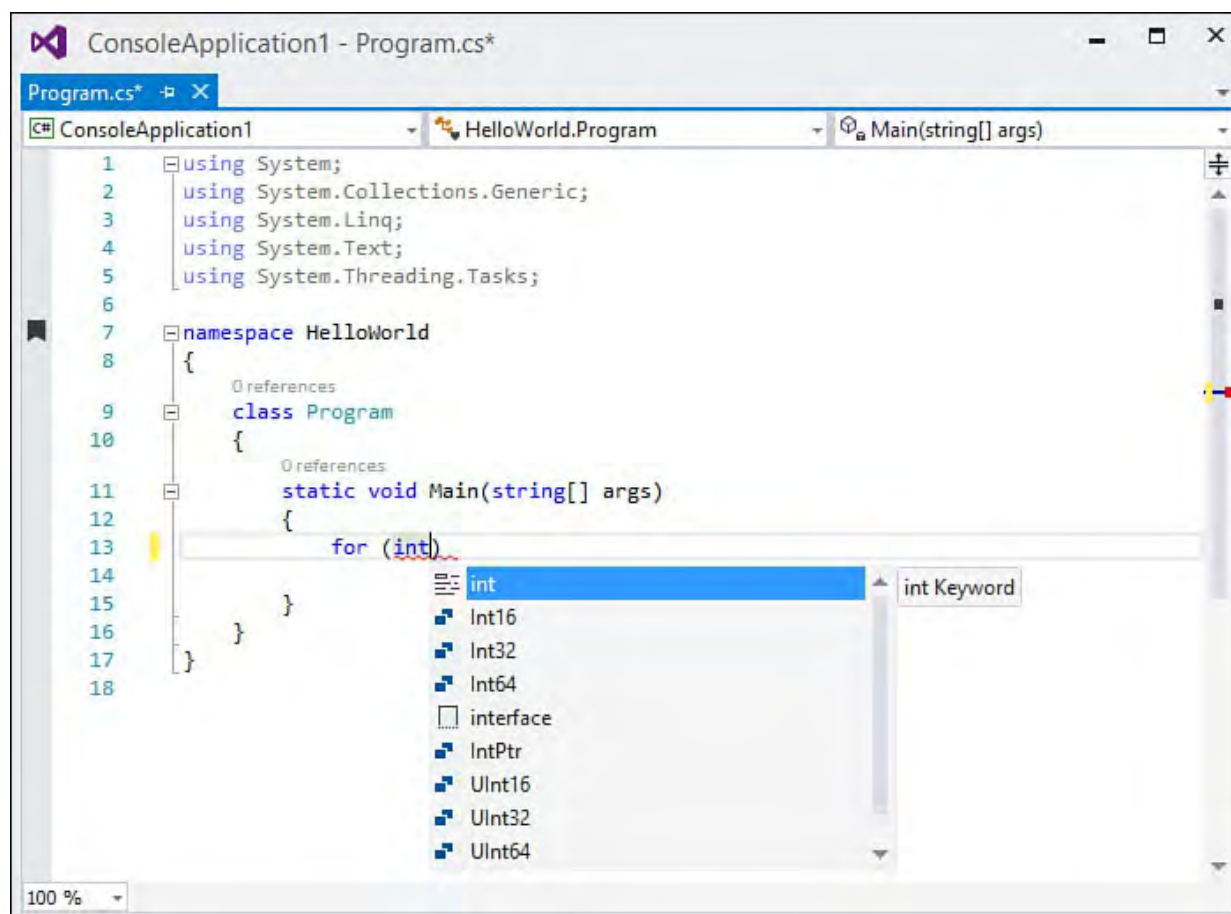 ConsoleApplication1 - Program.cs*
Program.cs*
C# ConsoleApplication1 HelloWorld.Program Main(string[] args)
1 using System;
2 using System.Collections.Generic;
3 using System.Linq;
4 using System.Text;
5 using System.Threading.Tasks;
6
7 namespace HelloWorld
8 {
0 references
9 class Program
10 {
0 references
11 static void Main(string[] args)
12 {
13 for (int)
14 int int Keyword
Int16
15 }
Int32
16 }
17 }
Int64
18
interface
IntPtr
UInt16
UInt32
UInt64
100 %